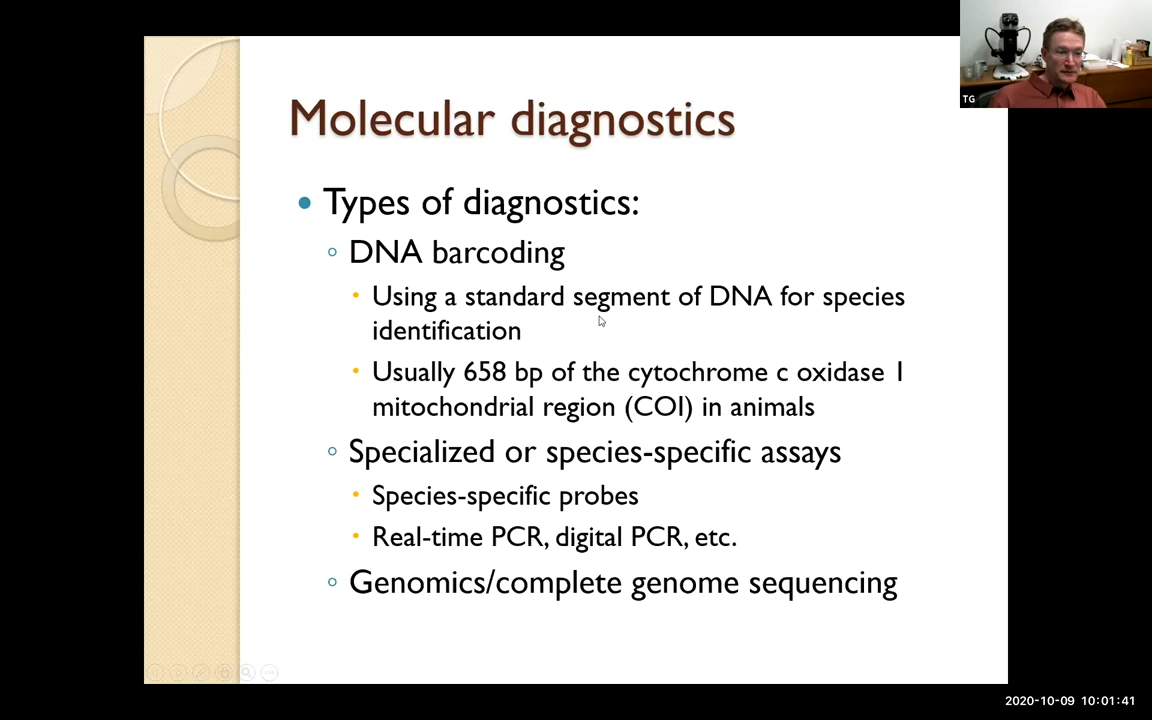 TG
Molecular diagnostics
Types of diagnostics:
DNA barcoding
Using a standard segment of DNA for species
identification
Usually 658 bp of the cytochrome c oxidase 1
mitochondrial region (COI) in animals
Specialized or species-specific assays
Species-specific probes
Real-time PCR, digital PCR, etc.
Genomics/complete genome sequencing
2020-10-09 10:01:41